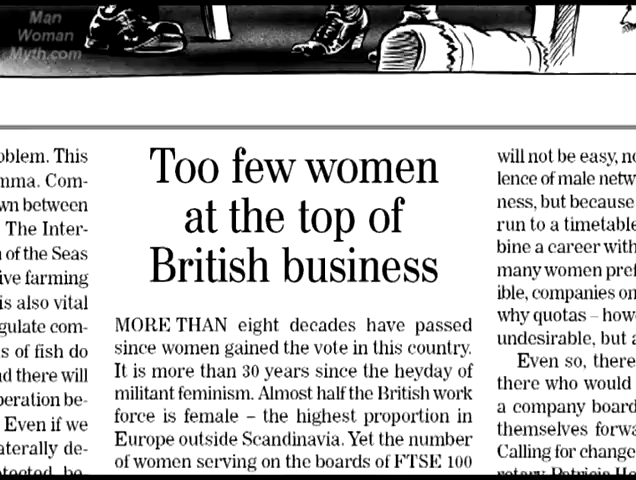 Man
Woman
Myth.com
oblem. This
mma. Com-
wn between
The Inter-
of the Seas
ive farming
is also vital
gulate com-
s of fish do
nd there will
peration be-
Even if we
aterally de-
otected, be-
Too few women
at the top of
British business
MORE THAN eight decades have passed
since women gained the vote in this country.
It is more than 30 years since the heyday of
militant feminism. Almost half the British work
force is female – the highest proportion in
Europe outside Scandinavia. Yet the number
of women serving on the boards of FTSE 100
will not be easy, no
lence of male netw
ness, but because
run to a timetable
bine a career with
many women pref
ible, companies on
why quotas – howe
undesirable, but a
Even so, there
there who would
a company board
themselves forwa
Calling for change
retary Patricia He